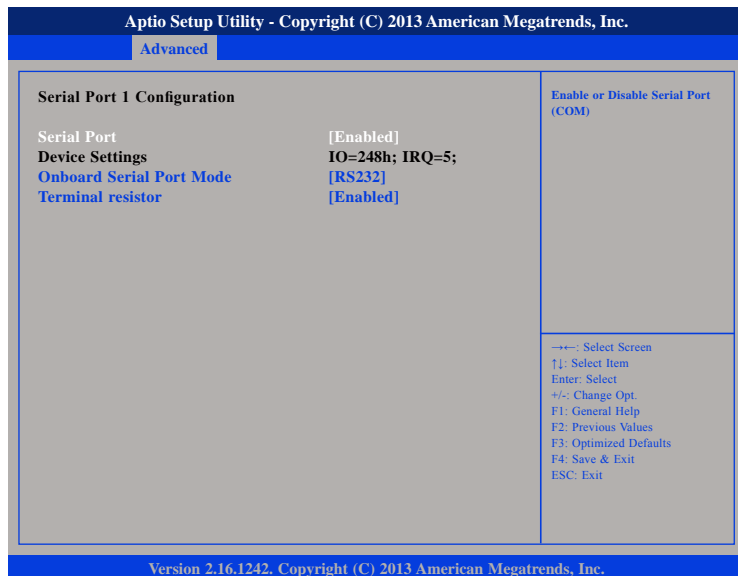 Aptio Setup Utility - Copyright (C) 2013 American Megatrends, Inc.
Advanced
Serial Port 1 Configuration
Serial Port [Enabled]
Device Settings IO=248h; IRQ=5;
Onboard Serial Port Mode [RS232]
Terminal resistor [Enabled]
Enable or Disable Serial Port
(COM)
→←: Select Screen
↑↓: Select Item
Enter: Select
+/-: Change Opt.
F1: General Help
F2: Previous Values
F3: Optimized Defaults
F4: Save & Exit
ESC: Exit
Version 2.16.1242. Copyright (C) 2013 American Megatrends, Inc.